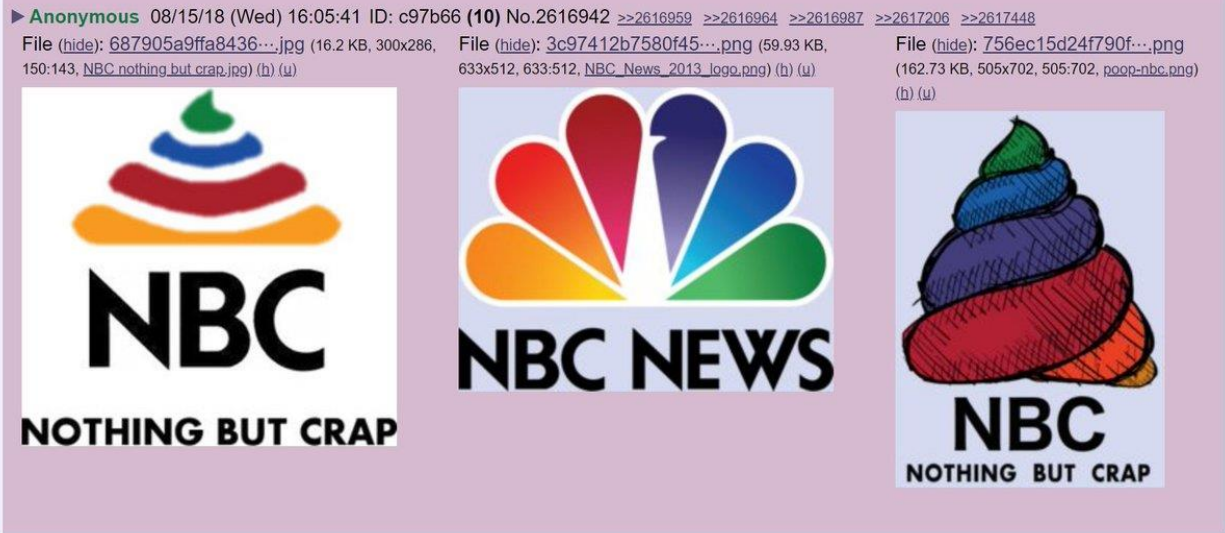 ▶ Anonymous 08/15/18 (Wed) 16:05:41 ID: c97b66 (10) No.2616942 >>2616959 >>2616964 >>2616987 >>2617206 >>2617448
File (hide): 687905a9ffa8436⋯.jpg (16.2 KB, 300x286,
150:143, NBC nothing but crap.jpg) (h) (u)
NBC
NOTHING BUT CRAP
File (hide): 3c97412b7580f45⋯.png (59.93 KB,
633x512, 633:512, NBC_News_2013_logo.png) (h) (u)
NBC NEWS
File (hide): 756ec15d24f790f⋯.png
(162.73 KB, 505x702, 505:702, poop-nbc.png)
(h) (u)
NBC
NOTHING BUT CRAP